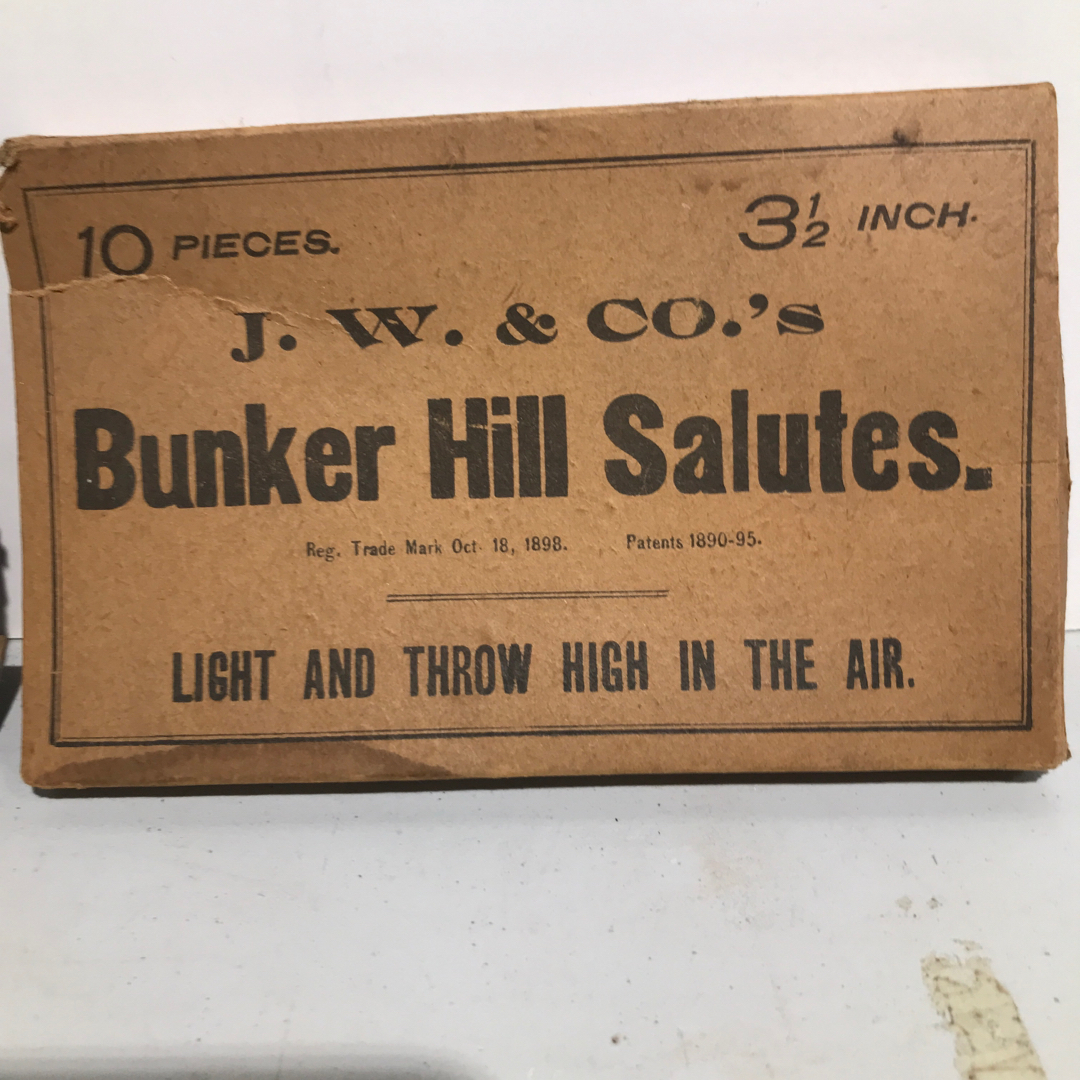 10 PIECES. 3½ INCH.
J. W. & CO.'s
Bunker Hill Salutes.
Reg. Trade Mark Oct. 18, 1898. Patents 1890-95.
LIGHT AND THROW HIGH IN THE AIR.